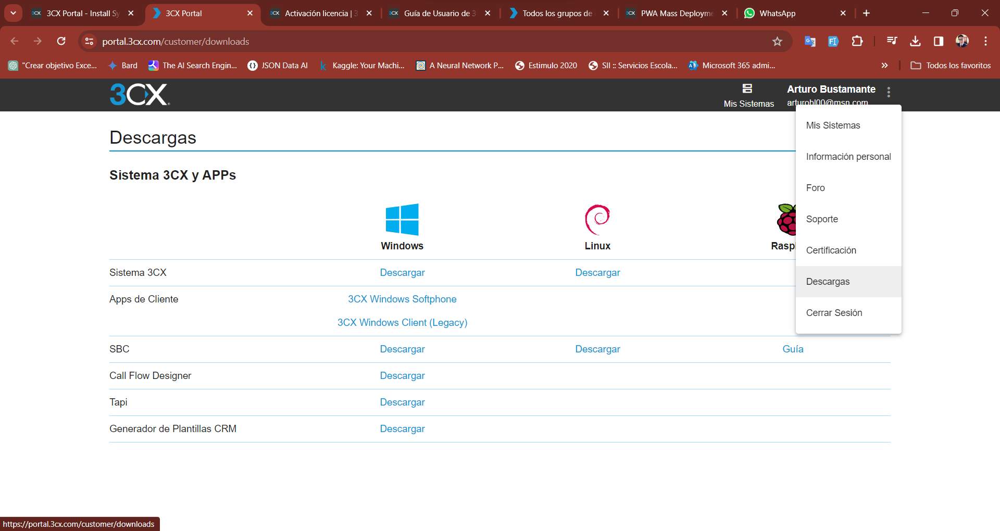 3CX Portal - Install Sy
3CX Portal
Activación licencia | 3
Guía de Usuario de 3
Todos los grupos de
PWA Mass Deployme
WhatsApp
portal.3cx.com/customer/downloads
"Crear objetivo Exce...
Bard
The AI Search Engin...
JSON Data AI
Kaggle: Your Machi...
A Neural Network P...
Estimulo 2020
SII :: Servicios Escola...
Microsoft 365 admi...
Todos los favoritos
3CX
Mis Sistemas
Arturo Bustamante
arturobl00@msn.com
Mis Sistemas
Información personal
Foro
Soporte
Certificación
Descargas
Cerrar Sesión
Descargas
Sistema 3CX y APPs
Windows
Linux
Rasp
Sistema 3CX
Descargar
Descargar
Apps de Cliente
3CX Windows Softphone
3CX Windows Client (Legacy)
SBC
Descargar
Descargar
Guía
Call Flow Designer
Descargar
Tapi
Descargar
Generador de Plantillas CRM
Descargar
https://portal.3cx.com/customer/downloads